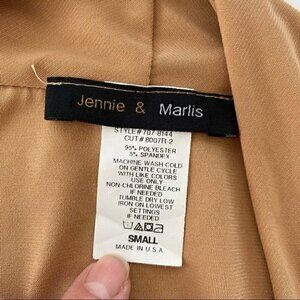 Jennie & Marlis
STYLE# 707-8144
CUT # 8007R-2
95% POLYESTER
5% SPANDEX
MACHINE WASH COLD
ON GENTLE CYCLE
WITH LIKE COLORS
USE ONLY
NON-CHLORINE BLEACH
IF NEEDED
TUMBLE DRY LOW
IRON ON LOWEST
SETTINGS
IF NEEDED
SMALL
MADE IN U.S.A.